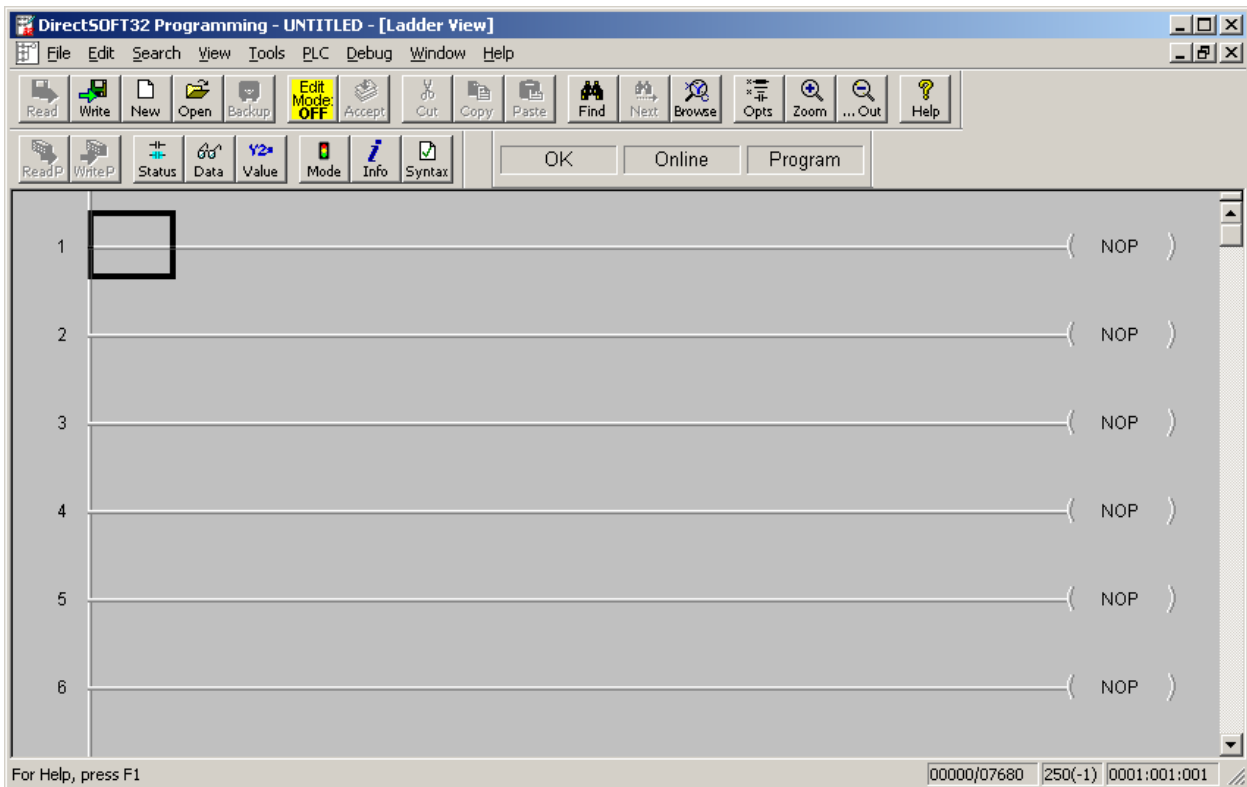 DirectSOFT32 Programming - UNTITLED - [Ladder View]
File Edit Search View Tools PLC Debug Window Help
Read Write New Open Backup Edit Mode: OFF Accept Cut Copy Paste Find Next Browse Opts Zoom ... Out Help
ReadP WriteP Status Data Y2= Value Mode Info Syntax OK Online Program
1 ( NOP )
2 ( NOP )
3 ( NOP )
4 ( NOP )
5 ( NOP )
6 ( NOP )
For Help, press F1 00000/07680 250(-1) 0001:001:001